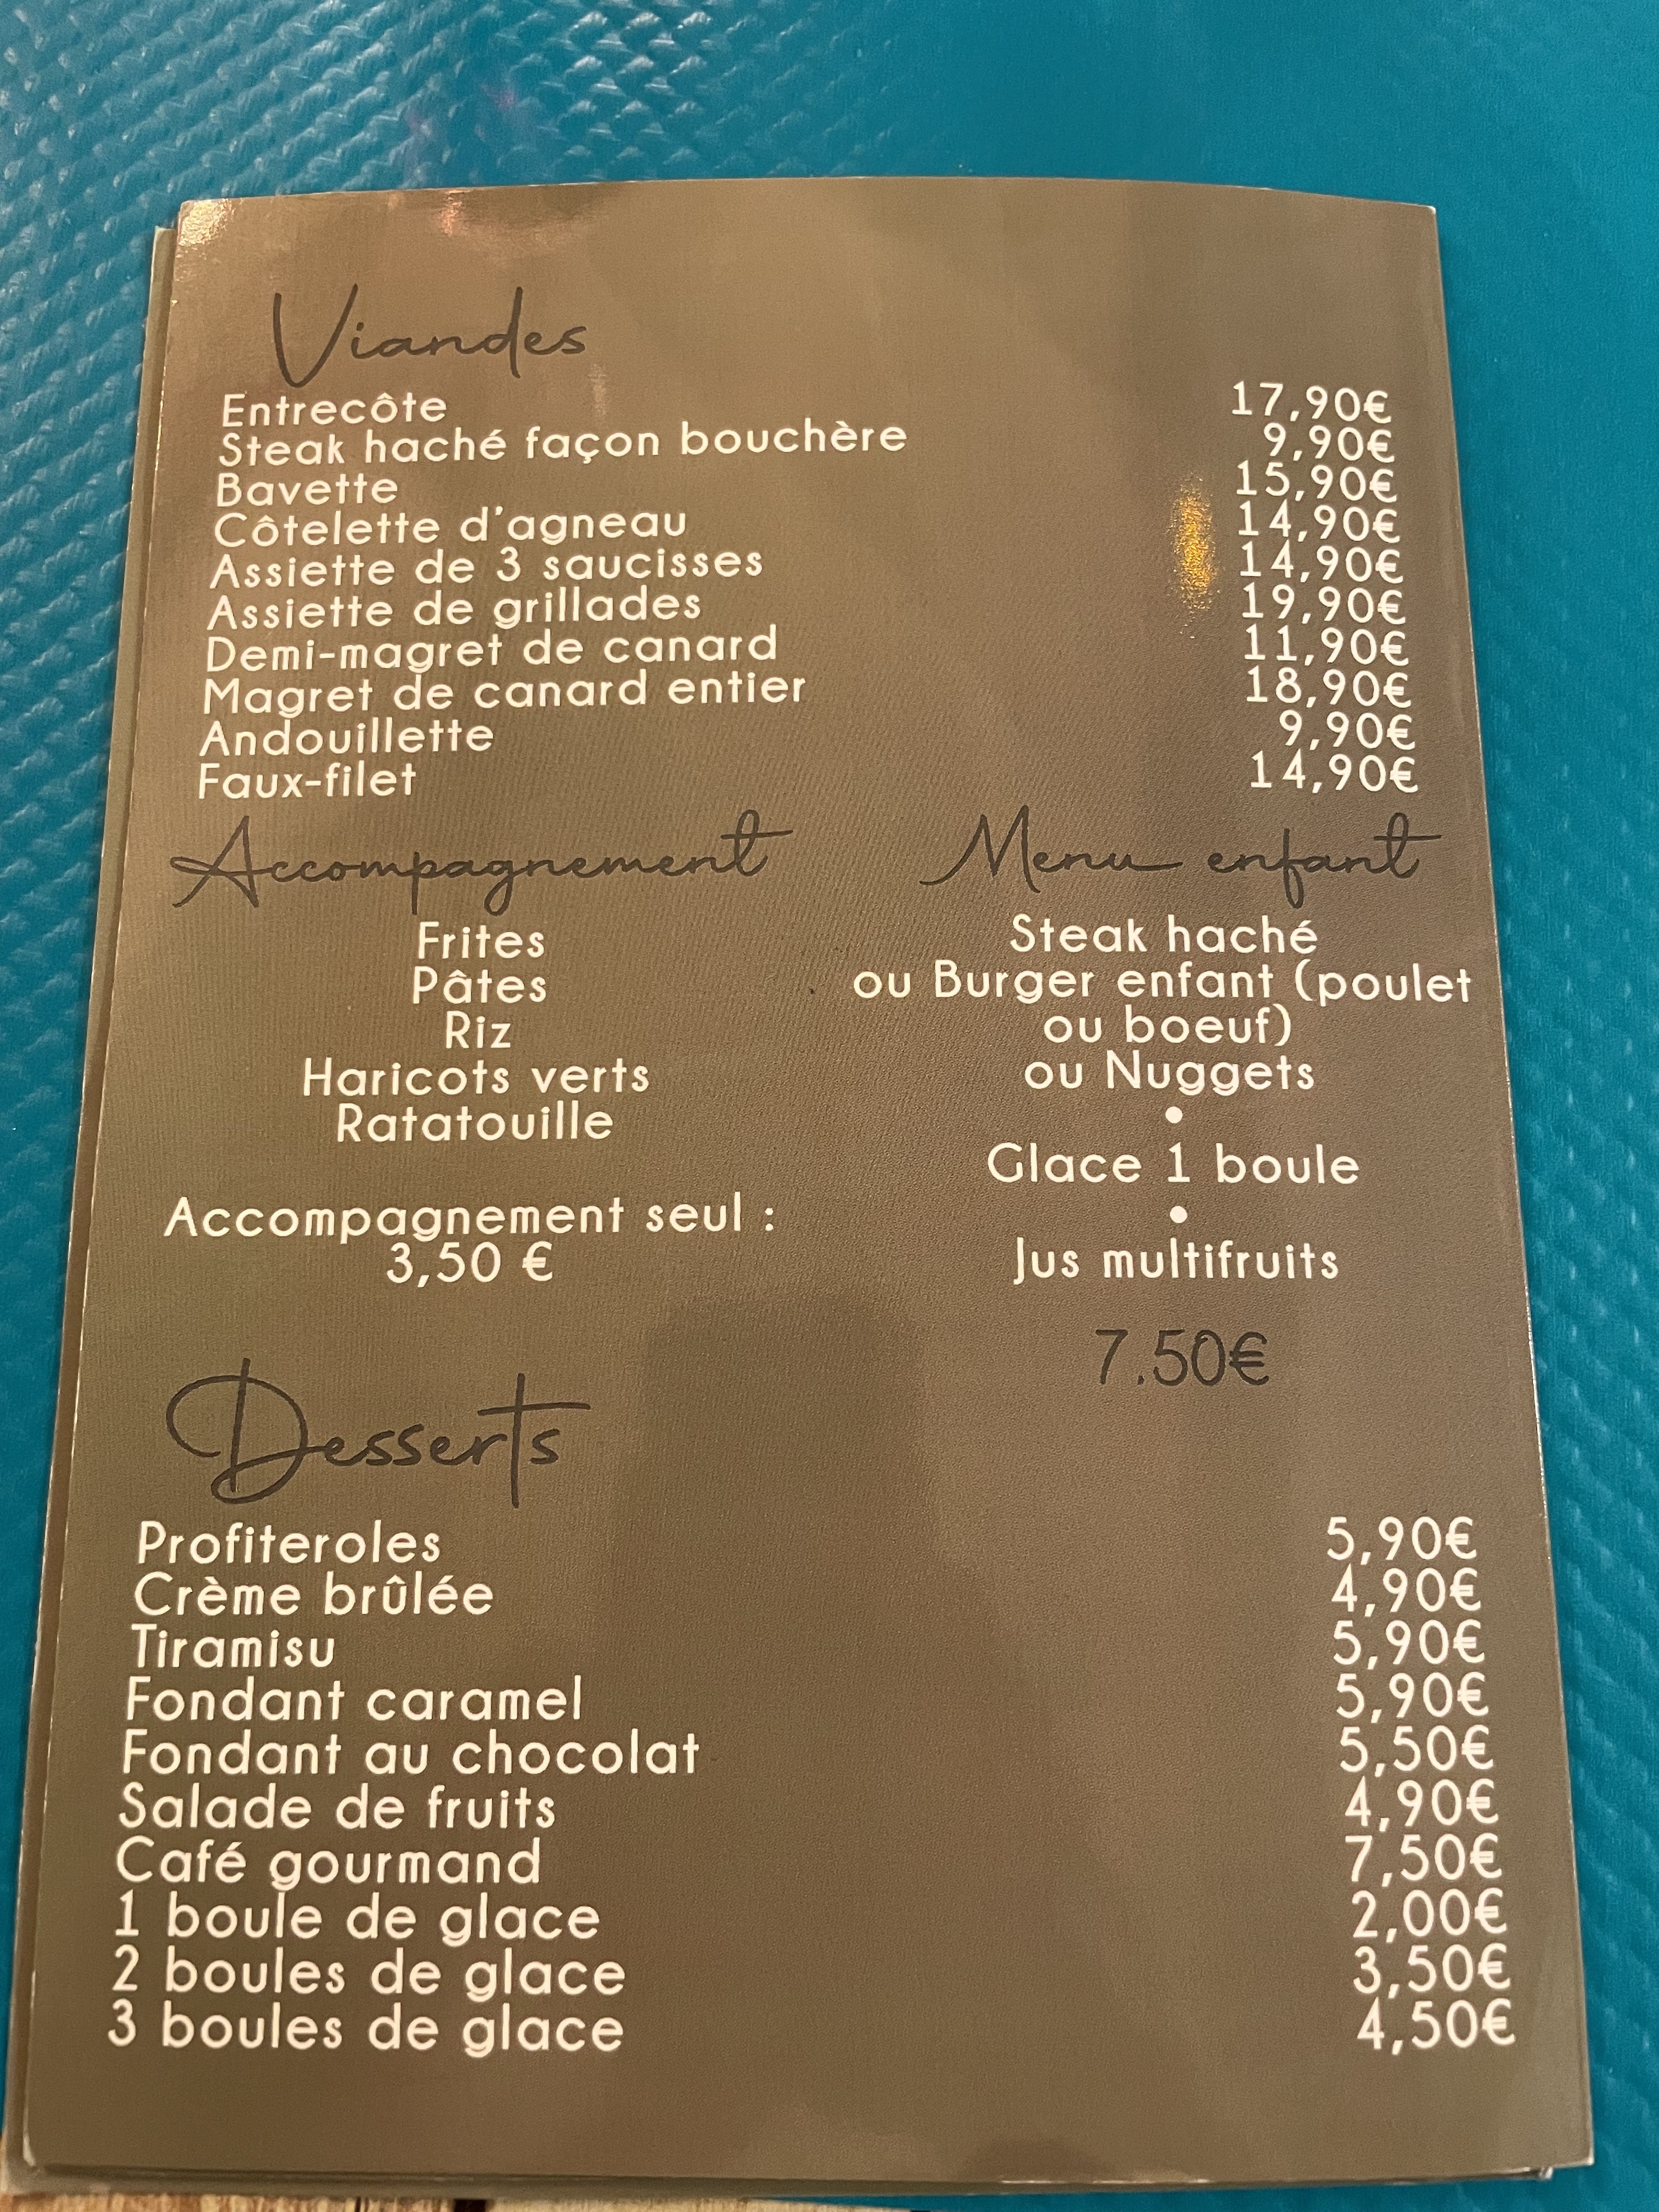 Viandes
Entrecôte 17,90€
Steak haché façon bouchère 9,90€
Bavette 15,90€
Côtelette d'agneau 14,90€
Assiette de 3 saucisses 14,90€
Assiette de grillades 19,90€
Demi-magret de canard 11,90€
Magret de canard entier 18,90€
Andouillette 9,90€
Faux-filet 14,90€
Accompagnement
Frites
Pâtes
Riz
Haricots verts
Ratatouille
Accompagnement seul :
3,50 €
Menu enfant
Steak haché
ou Burger enfant (poulet
ou boeuf)
ou Nuggets
•
Glace 1 boule
•
Jus multifruits
7.50€
Desserts
Profiteroles 5,90€
Crème brûlée 4,90€
Tiramisu 5,90€
Fondant caramel 5,90€
Fondant au chocolat 5,50€
Salade de fruits 4,90€
Café gourmand 7,50€
1 boule de glace 2,00€
2 boules de glace 3,50€
3 boules de glace 4,50€